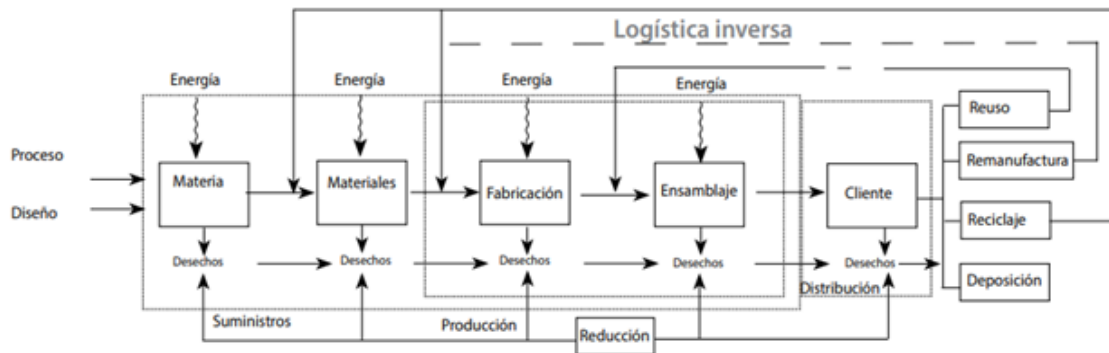 Logística inversa
Energía
Energía
Energía
Energía
Proceso
Diseño
Materia
Materiales
Fabricación
Ensamblaje
Cliente
Reuso
Remanufactura
Reciclaje
Deposición
Desechos
Desechos
Desechos
Desechos
Desechos
Distribución
Suministros
Producción
Reducción